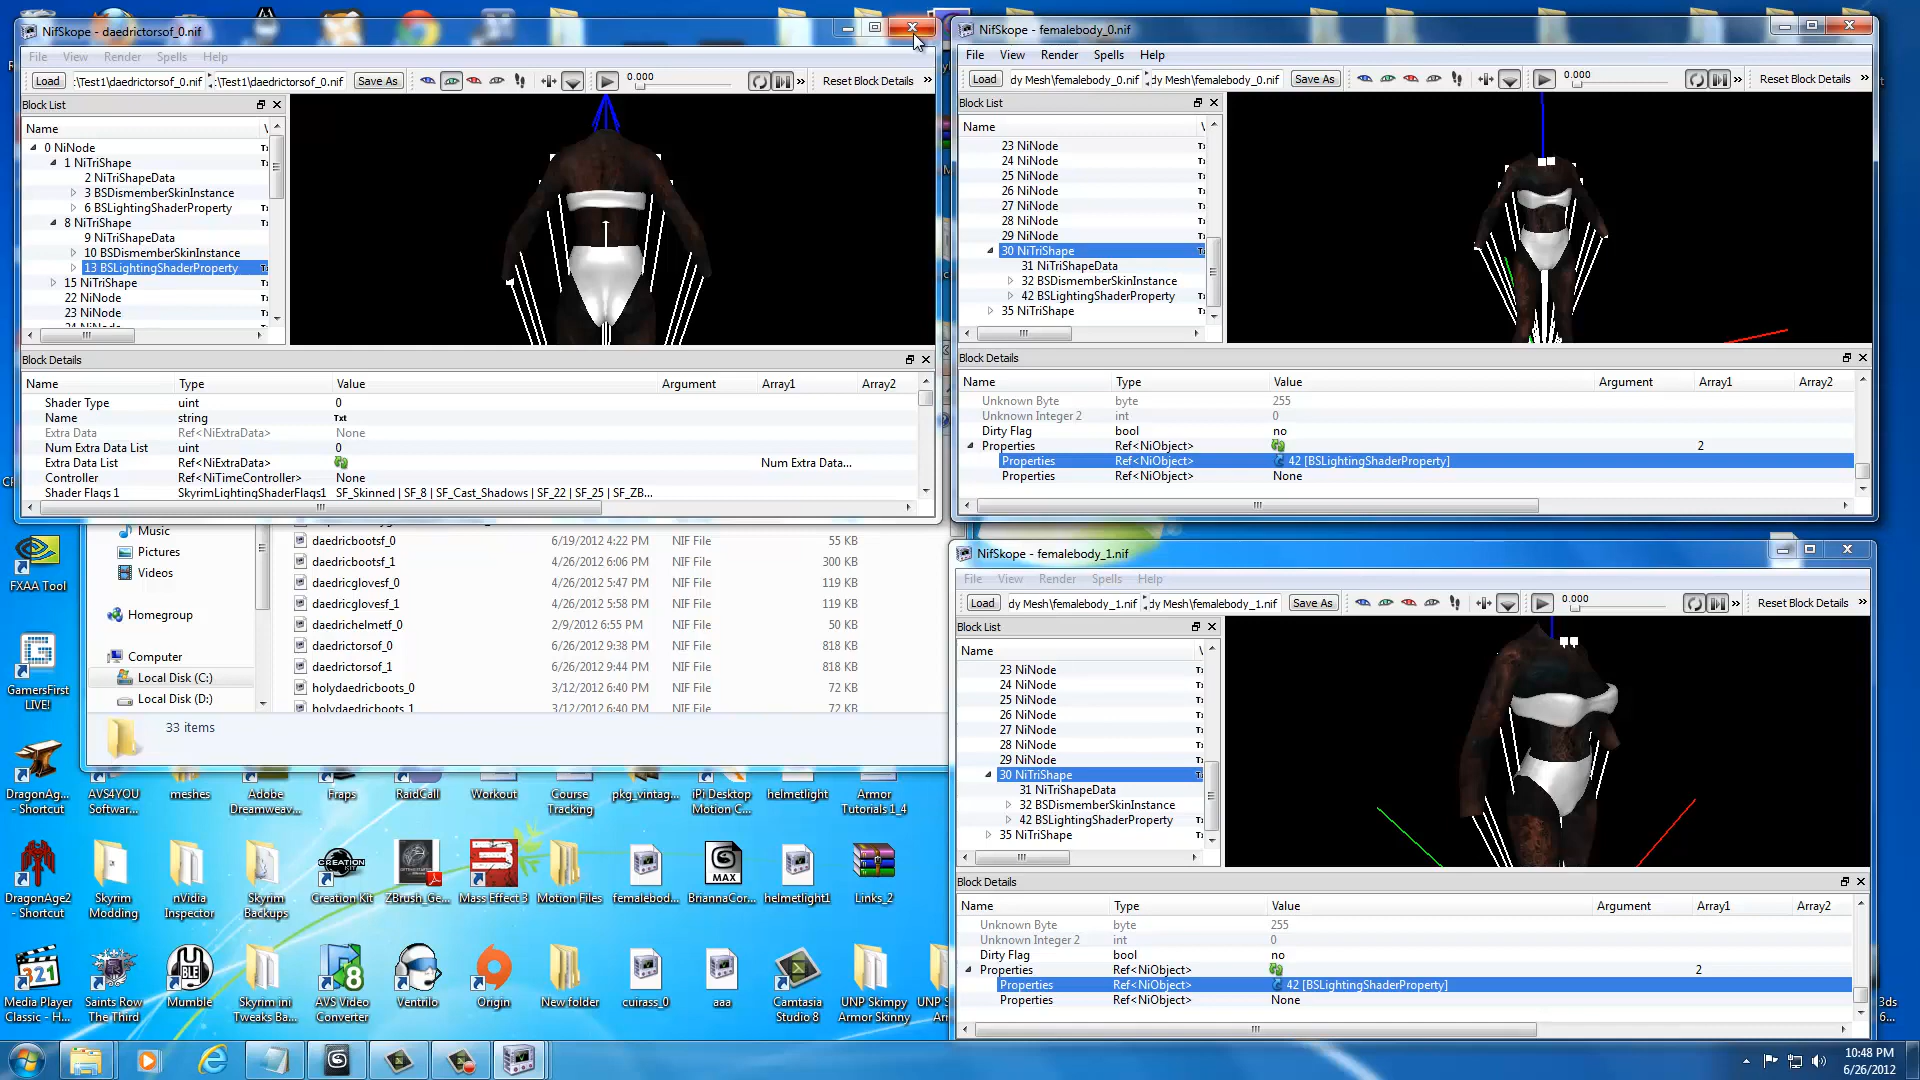 NifSkope - daedrictorsof_0.nif
File View Render Spells Help
Load :\Test1\daedrictorsof_0.nif :\Test1\daedrictorsof_0.nif Save As 0.000 Reset Block Details
Block List
Name
0 NiNode
1 NiTriShape
2 NiTriShapeData
3 BSDismemberSkinInstance
6 BSLightingShaderProperty
8 NiTriShape
9 NiTriShapeData
10 BSDismemberSkinInstance
13 BSLightingShaderProperty
15 NiTriShape
22 NiNode
23 NiNode
24 NiNode
Block Details
Name Type Value Argument Array1 Array2
Shader Type uint 0
Name string Txt
Extra Data Ref<NiExtraData> None
Num Extra Data List uint 0
Extra Data List Ref<NiExtraData> Num Extra Data...
Controller Ref<NiTimeController> None
Shader Flags 1 SkyrimLightingShaderFlags1 SF_Skinned | SF_8 | SF_Cast_Shadows | SF_22 | SF_25 | SF_ZB...
NifSkope - femalebody_0.nif
File View Render Spells Help
Load dy Mesh\femalebody_0.nif dy Mesh\femalebody_0.nif Save As 0.000 Reset Block Details
Block List
Name
23 NiNode
24 NiNode
25 NiNode
26 NiNode
27 NiNode
28 NiNode
29 NiNode
30 NiTriShape
31 NiTriShapeData
32 BSDismemberSkinInstance
42 BSLightingShaderProperty
35 NiTriShape
Block Details
Name Type Value Argument Array1 Array2
Unknown Byte byte 255
Unknown Integer 2 int 0
Dirty Flag bool no
Properties Ref<NiObject> 2
Properties Ref<NiObject> 42 [BSLightingShaderProperty]
Properties Ref<NiObject> None
Music
Pictures
Videos
Homegroup
Computer
Local Disk (C:)
Local Disk (D:)
daedricbootsf_0 6/19/2012 4:22 PM NIF File 55 KB
daedricbootsf_1 4/26/2012 6:06 PM NIF File 300 KB
daedricglovesf_0 4/26/2012 5:47 PM NIF File 119 KB
daedricglovesf_1 4/26/2012 5:58 PM NIF File 119 KB
daedrichelmetf_0 2/9/2012 6:55 PM NIF File 50 KB
daedrictorsof_0 6/26/2012 9:38 PM NIF File 818 KB
daedrictorsof_1 6/26/2012 9:44 PM NIF File 818 KB
holydaedricboots_0 3/12/2012 6:40 PM NIF File 72 KB
holydaedricboots_1 3/12/2012 6:40 PM NIF File 72 KB
33 items
NifSkope - femalebody_1.nif
File View Render Spells Help
Load dy Mesh\femalebody_1.nif dy Mesh\femalebody_1.nif Save As 0.000 Reset Block Details
Block List
Name
23 NiNode
24 NiNode
25 NiNode
26 NiNode
27 NiNode
28 NiNode
29 NiNode
30 NiTriShape
31 NiTriShapeData
32 BSDismemberSkinInstance
42 BSLightingShaderProperty
35 NiTriShape
Block Details
Name Type Value Argument Array1 Array2
Unknown Byte byte 255
Unknown Integer 2 int 0
Dirty Flag bool no
Properties Ref<NiObject> 2
Properties Ref<NiObject> 42 [BSLightingShaderProperty]
Properties Ref<NiObject> None
FXAA Tool
GamersFirst LIVE!
DragonAg... - Shortcut
AVS4YOU Softwar...
meshes
Adobe Dreamweav...
Fraps
RaidCall
Workout
Course Tracking
pkg_vintag...
iPi Desktop Motion C...
helmetlight
Armor Tutorials 1_4
DragonAge2 - Shortcut
Skyrim Modding
nVidia Inspector
Skyrim Backups
Creation Kit
ZBrush_Ge...
Mass Effect 3
Motion Files
femalebod...
BriannaCor...
helmetlight1
Links_2
Media Player Classic - H...
Saints Row The Third
Mumble
Skyrim ini Tweaks Ba...
AVS Video Converter
Ventrilo
Origin
New folder
cuirass_0
aaa
Camtasia Studio 8
UNP Skimpy Armor Skinny
10:48 PM
6/26/2012